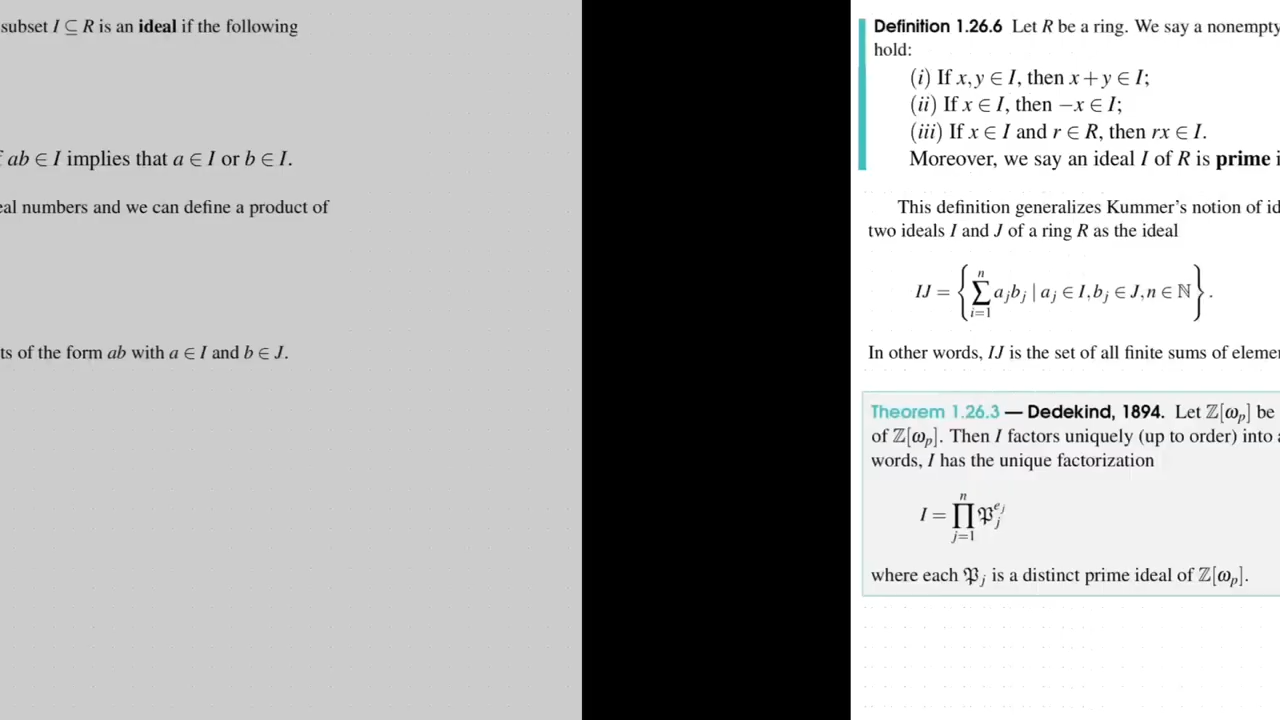 subset I ⊆ R is an ideal if the following
ab ∈ I implies that a ∈ I or b ∈ I.
eal numbers and we can define a product of
ts of the form ab with a ∈ I and b ∈ J.
Definition 1.26.6 Let R be a ring. We say a nonempty
hold:
(i) If x, y ∈ I, then x + y ∈ I;
(ii) If x ∈ I, then −x ∈ I;
(iii) If x ∈ I and r ∈ R, then rx ∈ I.
Moreover, we say an ideal I of R is prime i
This definition generalizes Kummer's notion of id
two ideals I and J of a ring R as the ideal
IJ = { ∑_{i=1}^{n} a_j b_j | a_j ∈ I, b_j ∈ J, n ∈ ℕ }.
In other words, IJ is the set of all finite sums of eleme
Theorem 1.26.3 — Dedekind, 1894. Let ℤ[ω_p] be
of ℤ[ω_p]. Then I factors uniquely (up to order) into a
words, I has the unique factorization
I = ∏_{j=1}^{n} 𝔓_j^{e_j}
where each 𝔓_j is a distinct prime ideal of ℤ[ω_p].